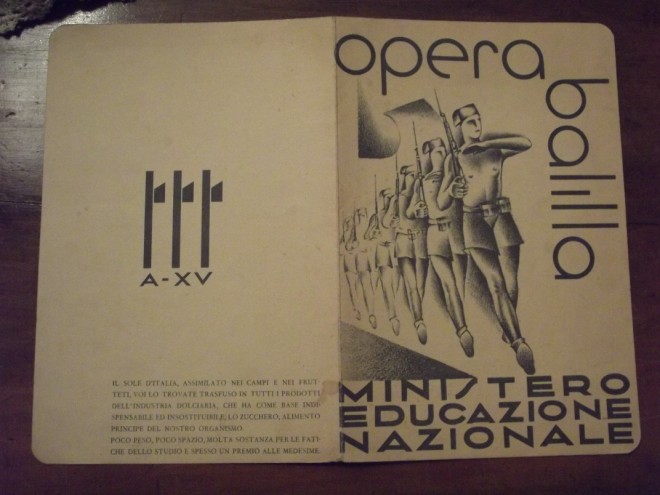 A-XV
IL SOLE D'ITALIA, ASSIMILATO NEI CAMPI E NEI FRUT-
TETI, VOI LO TROVATE TRASFUSO IN TUTTI I PRODOTTI
DELL'INDUSTRIA DOLCIARIA, CHE HA COME BASE INDI-
SPENSABILE ED INSOSTITUIBILE, LO ZUCCHERO, ALIMENTO
PRINCIPE DEL NOSTRO ORGANISMO.
POCO PESO, POCO SPAZIO, MOLTA SOSTANZA PER LE FATI-
CHE DELLO STUDIO E SPESSO UN PREMIO ALLE MEDESIME.
opera
balilla
MINISTERO
EDUCAZIONE
NAZIONALE